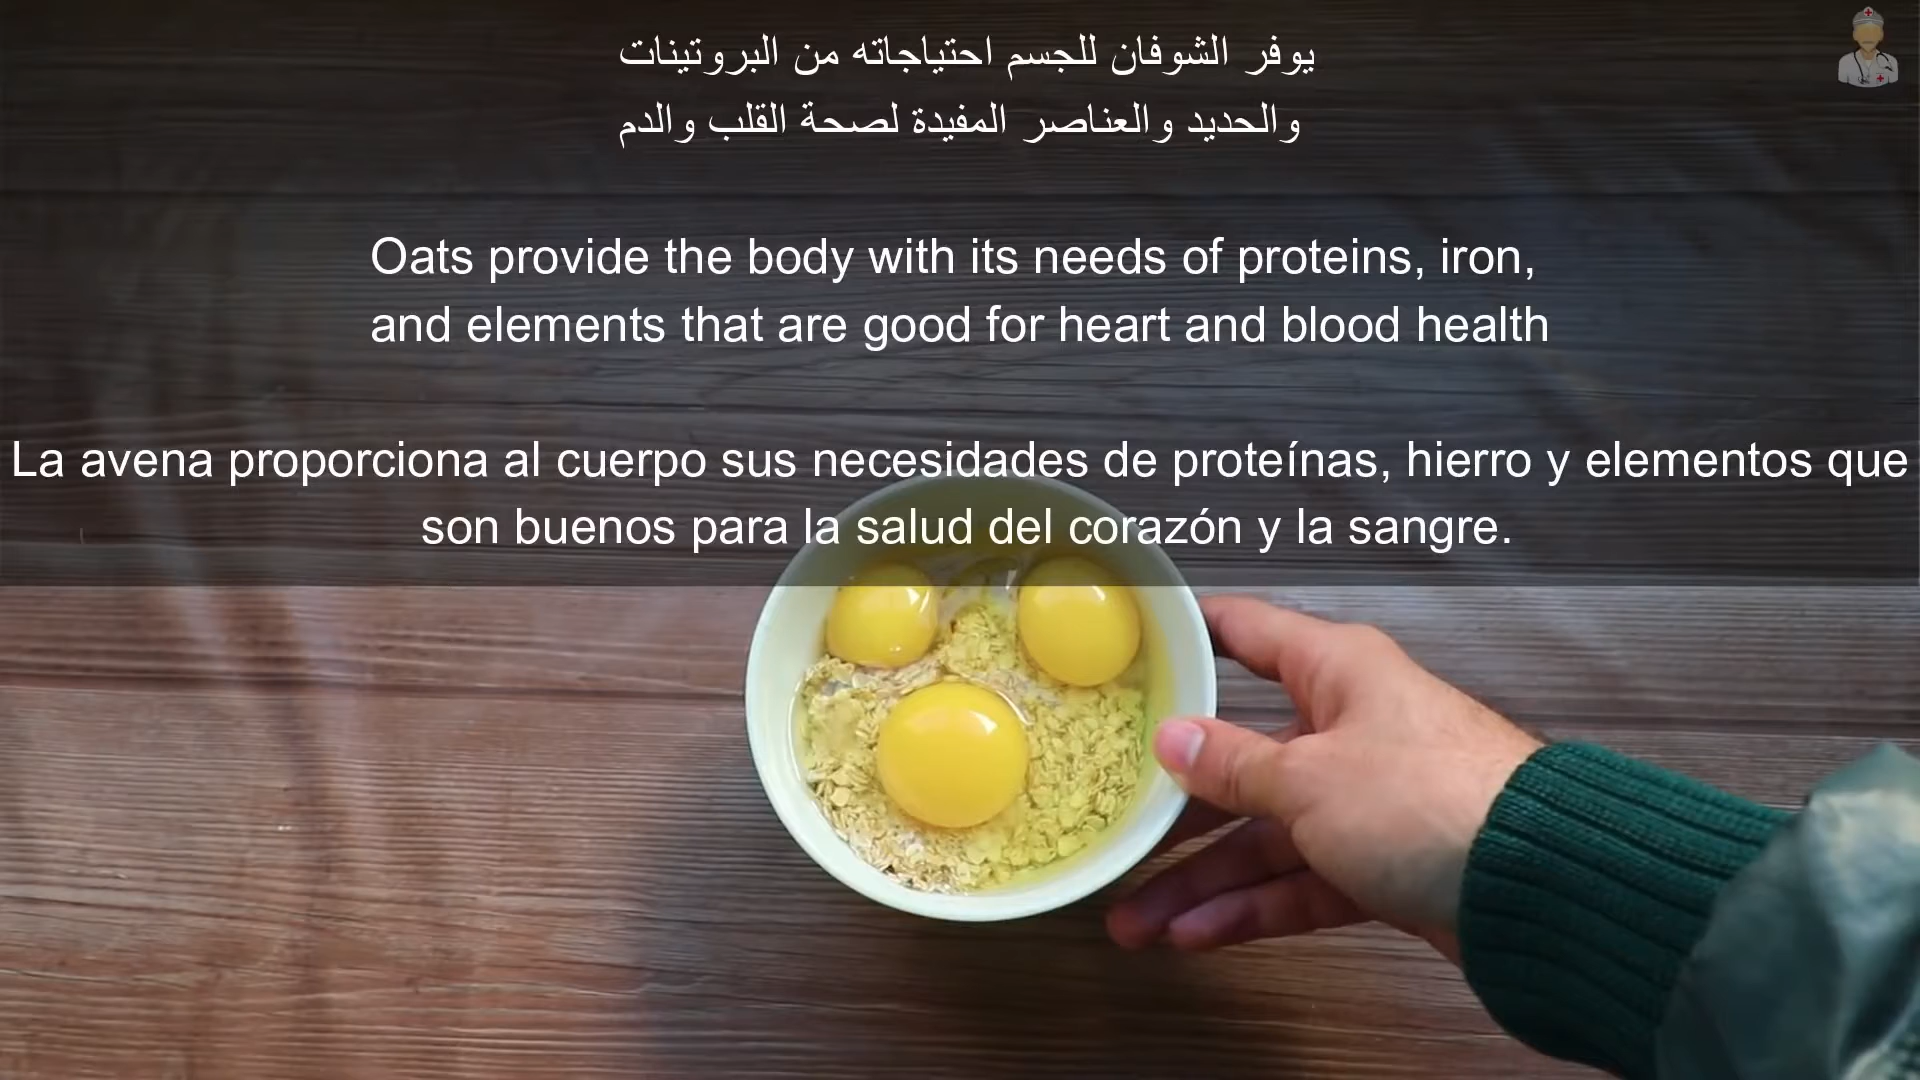 يوفر الشوفان للجسم احتياجاته من البروتينات
والحديد والعناصر المفيدة لصحة القلب والدم
Oats provide the body with its needs of proteins, iron,
and elements that are good for heart and blood health
La avena proporciona al cuerpo sus necesidades de proteínas, hierro y elementos que
son buenos para la salud del corazón y la sangre.